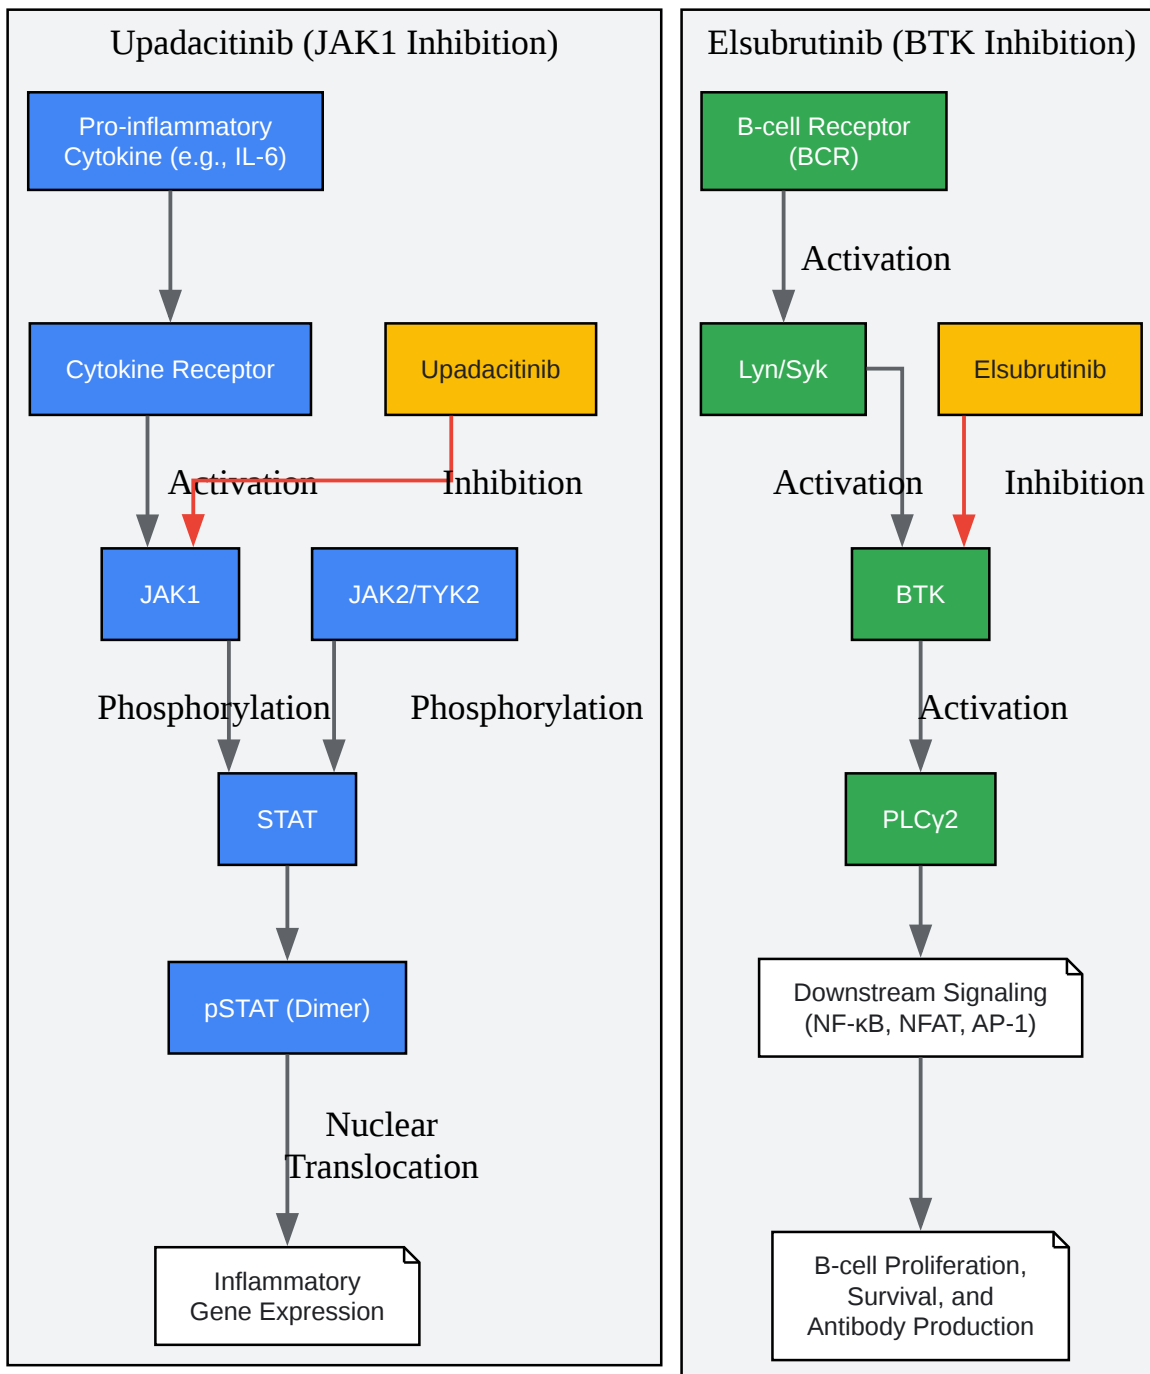 Upadacitinib (JAK1 Inhibition)
Pro-inflammatory
Cytokine (e.g., IL-6)
Cytokine Receptor
Upadacitinib
Activation
Inhibition
JAK1
JAK2/TYK2
Phosphorylation
Phosphorylation
STAT
pSTAT (Dimer)
Nuclear
Translocation
Inflammatory
Gene Expression
Elsubrutinib (BTK Inhibition)
B-cell Receptor
(BCR)
Activation
Lyn/Syk
Elsubrutinib
Activation
Inhibition
BTK
Activation
PLCγ2
Downstream Signaling
(NF-κB, NFAT, AP-1)
B-cell Proliferation,
Survival, and
Antibody Production